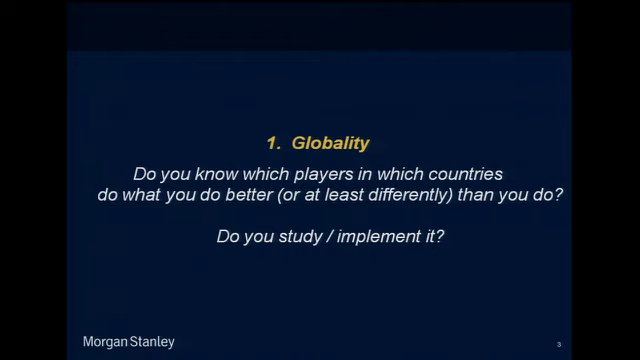 1. Globality
Do you know which players in which countries
do what you do better (or at least differently) than you do?
Do you study / implement it?
Morgan Stanley
3